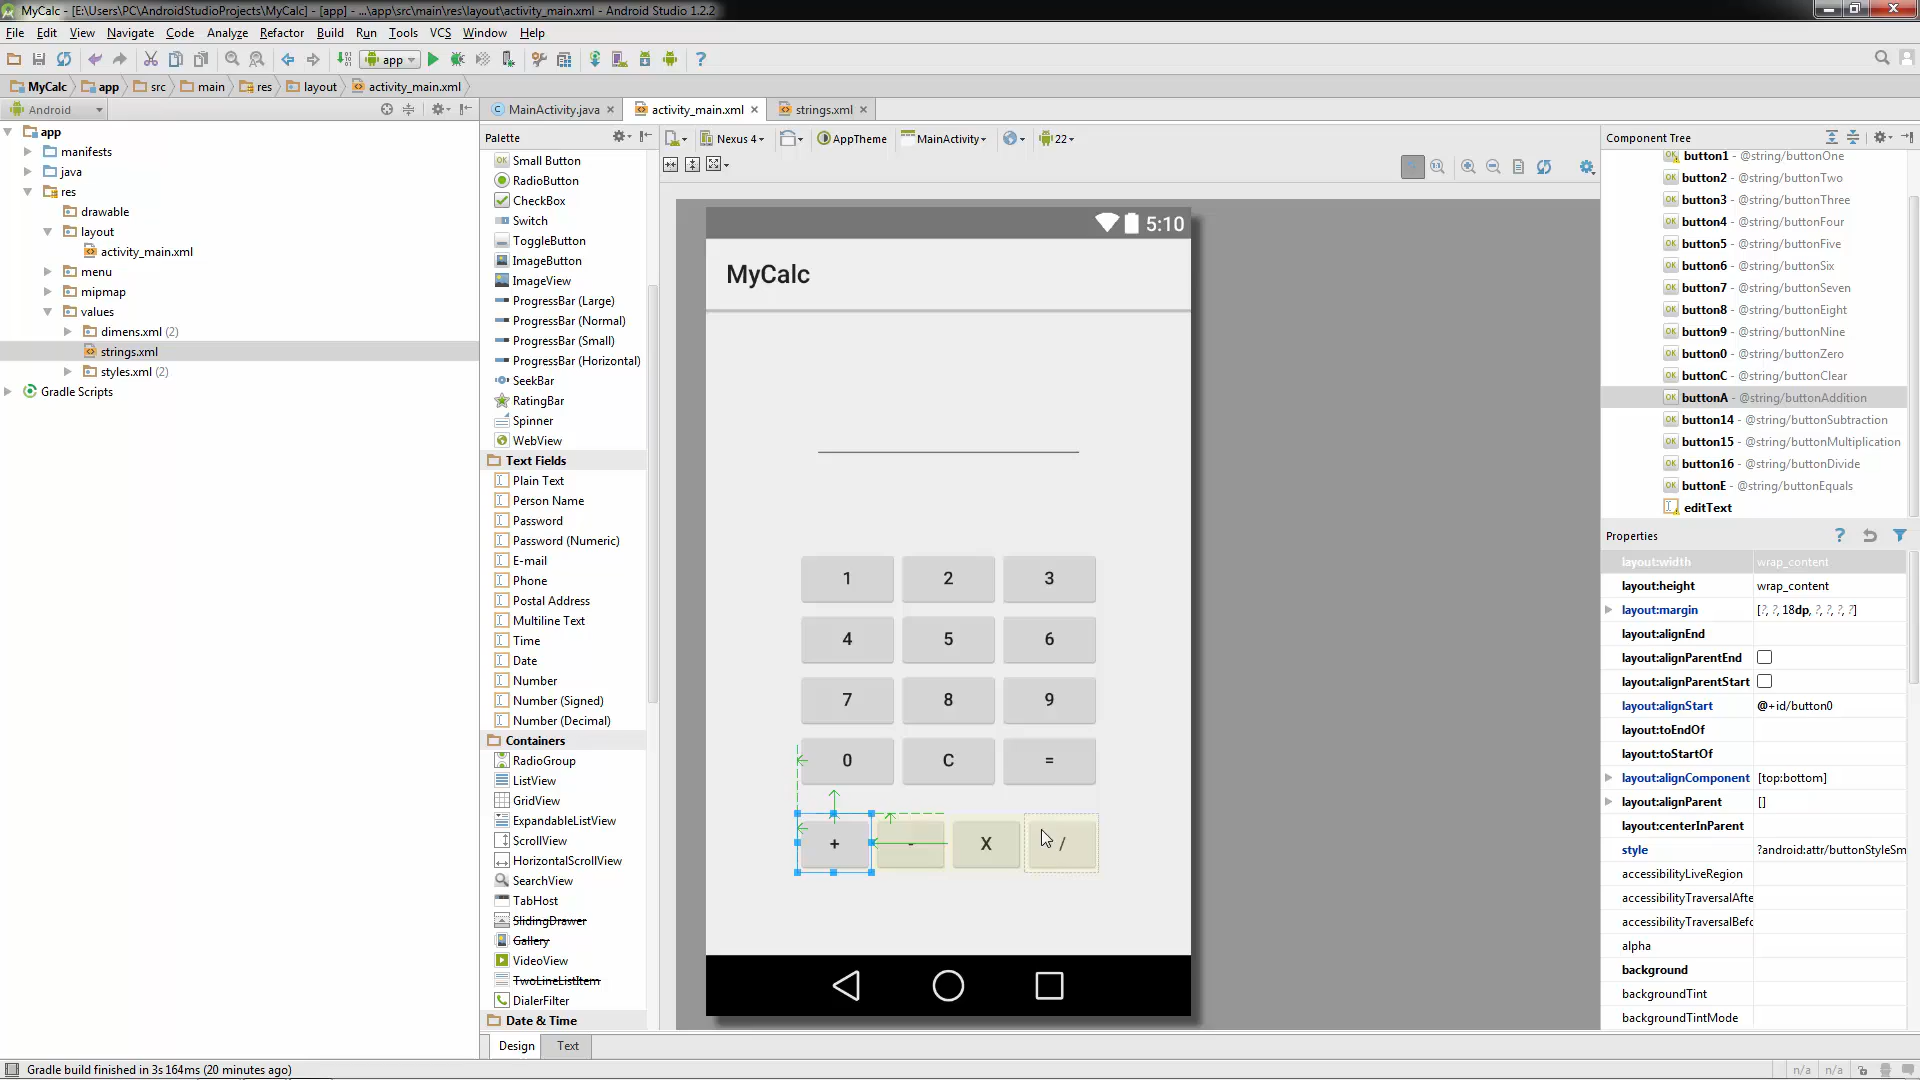 MyCalc - [E:\Users\PC\AndroidStudioProjects\MyCalc] - [app] - ...\app\src\main\res\layout\activity_main.xml - Android Studio 1.2.2
File Edit View Navigate Code Analyze Refactor Build Run Tools VCS Window Help
app
MyCalc app src main res layout activity_main.xml
Android
MainActivity.java activity_main.xml strings.xml
app
manifests
java
res
drawable
layout
activity_main.xml
menu
mipmap
values
dimens.xml (2)
strings.xml
styles.xml (2)
Gradle Scripts
Palette
Small Button
RadioButton
CheckBox
Switch
ToggleButton
ImageButton
ImageView
ProgressBar (Large)
ProgressBar (Normal)
ProgressBar (Small)
ProgressBar (Horizontal)
SeekBar
RatingBar
Spinner
WebView
Text Fields
Plain Text
Person Name
Password
Password (Numeric)
E-mail
Phone
Postal Address
Multiline Text
Time
Date
Number
Number (Signed)
Number (Decimal)
Containers
RadioGroup
ListView
GridView
ExpandableListView
ScrollView
HorizontalScrollView
SearchView
TabHost
SlidingDrawer
Gallery
VideoView
TwoLineListItem
DialerFilter
Date & Time
Nexus 4 AppTheme MainActivity 22
5:10
MyCalc
1 2 3
4 5 6
7 8 9
0 C =
+ - X /
Design Text
Component Tree
button1 - @string/buttonOne
button2 - @string/buttonTwo
button3 - @string/buttonThree
button4 - @string/buttonFour
button5 - @string/buttonFive
button6 - @string/buttonSix
button7 - @string/buttonSeven
button8 - @string/buttonEight
button9 - @string/buttonNine
button0 - @string/buttonZero
buttonC - @string/buttonClear
buttonA - @string/buttonAddition
button14 - @string/buttonSubtraction
button15 - @string/buttonMultiplication
button16 - @string/buttonDivide
buttonE - @string/buttonEquals
editText
Properties
layout:width wrap_content
layout:height wrap_content
layout:margin [?, ?, 18dp, ?, ?, ?, ?]
layout:alignEnd
layout:alignParentEnd
layout:alignParentStart
layout:alignStart @+id/button0
layout:toEndOf
layout:toStartOf
layout:alignComponent [top:bottom]
layout:alignParent []
layout:centerInParent
style ?android:attr/buttonStyleSm
accessibilityLiveRegion
accessibilityTraversalAfte
accessibilityTraversalBefo
alpha
background
backgroundTint
backgroundTintMode
Gradle build finished in 3s 164ms (20 minutes ago)
n/a n/a